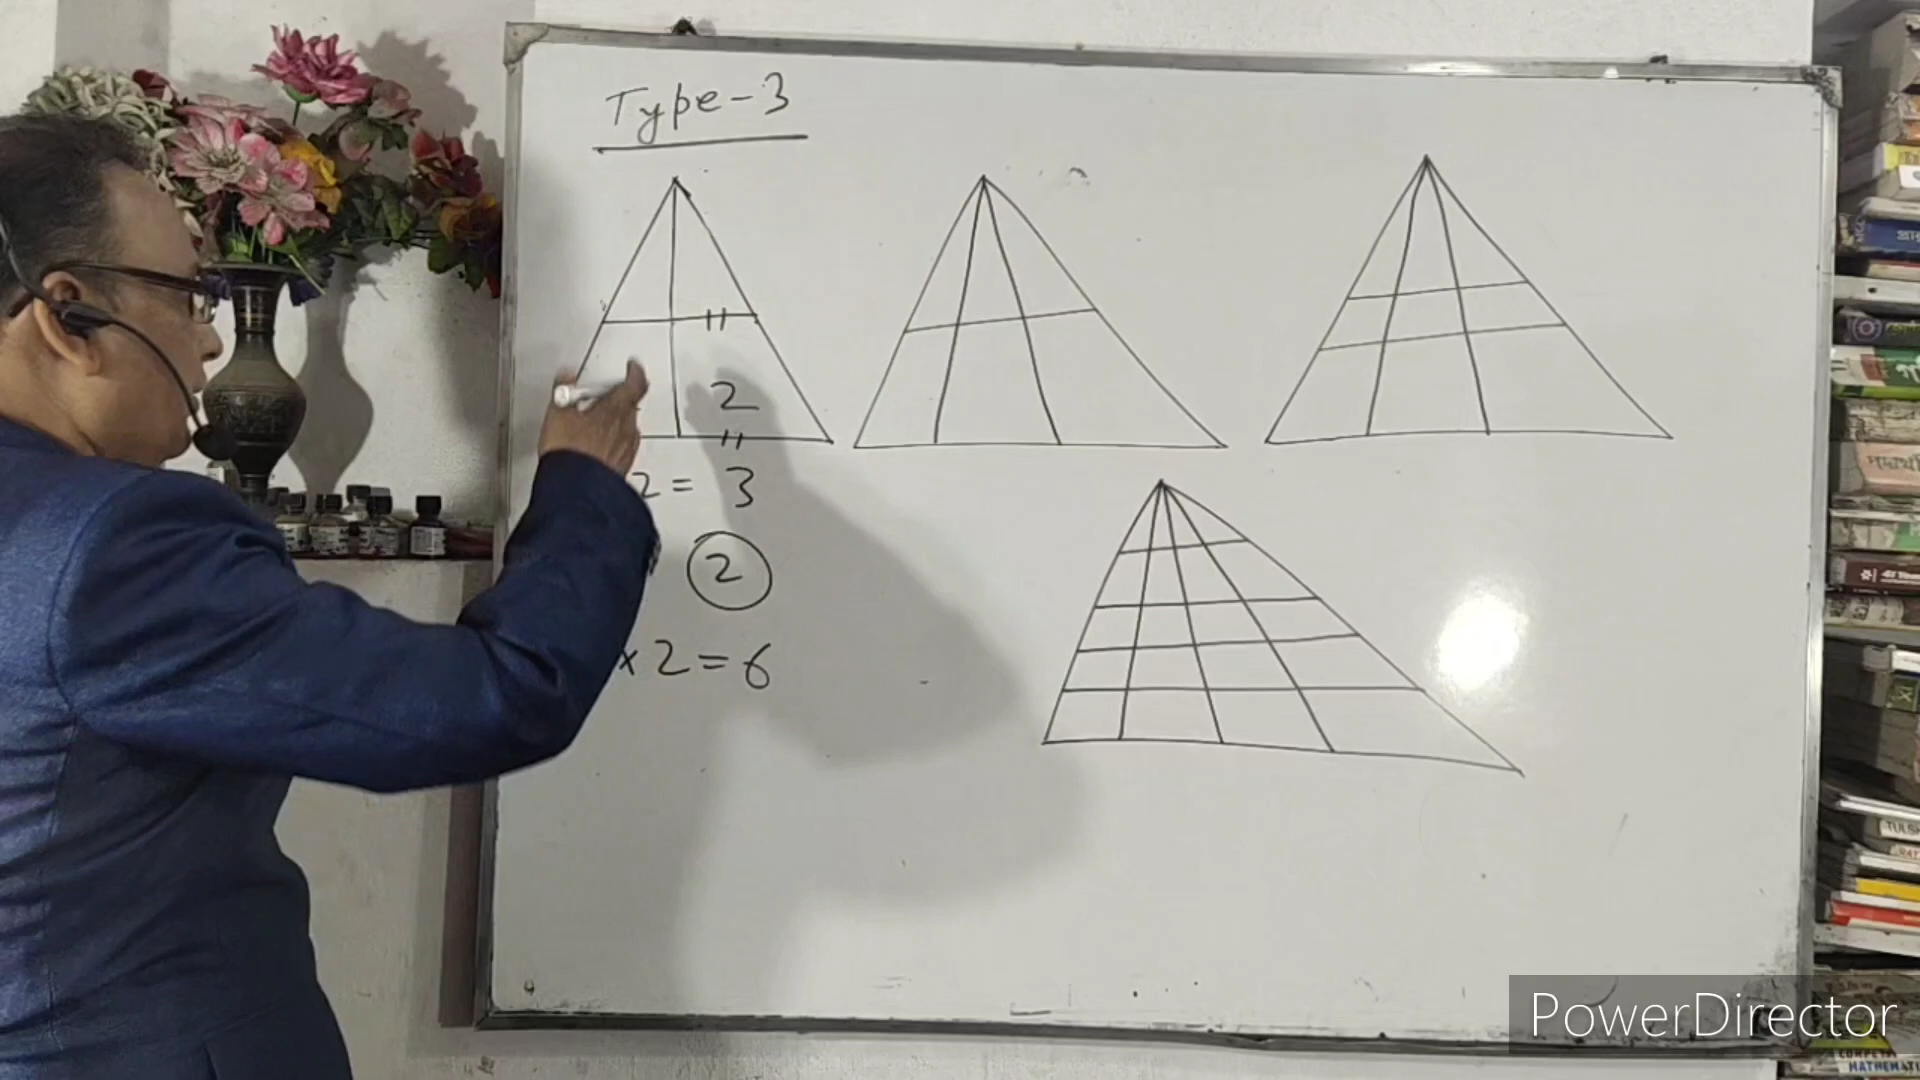 Type-3
2
2 = 3
2
× 2 = 6
PowerDirector